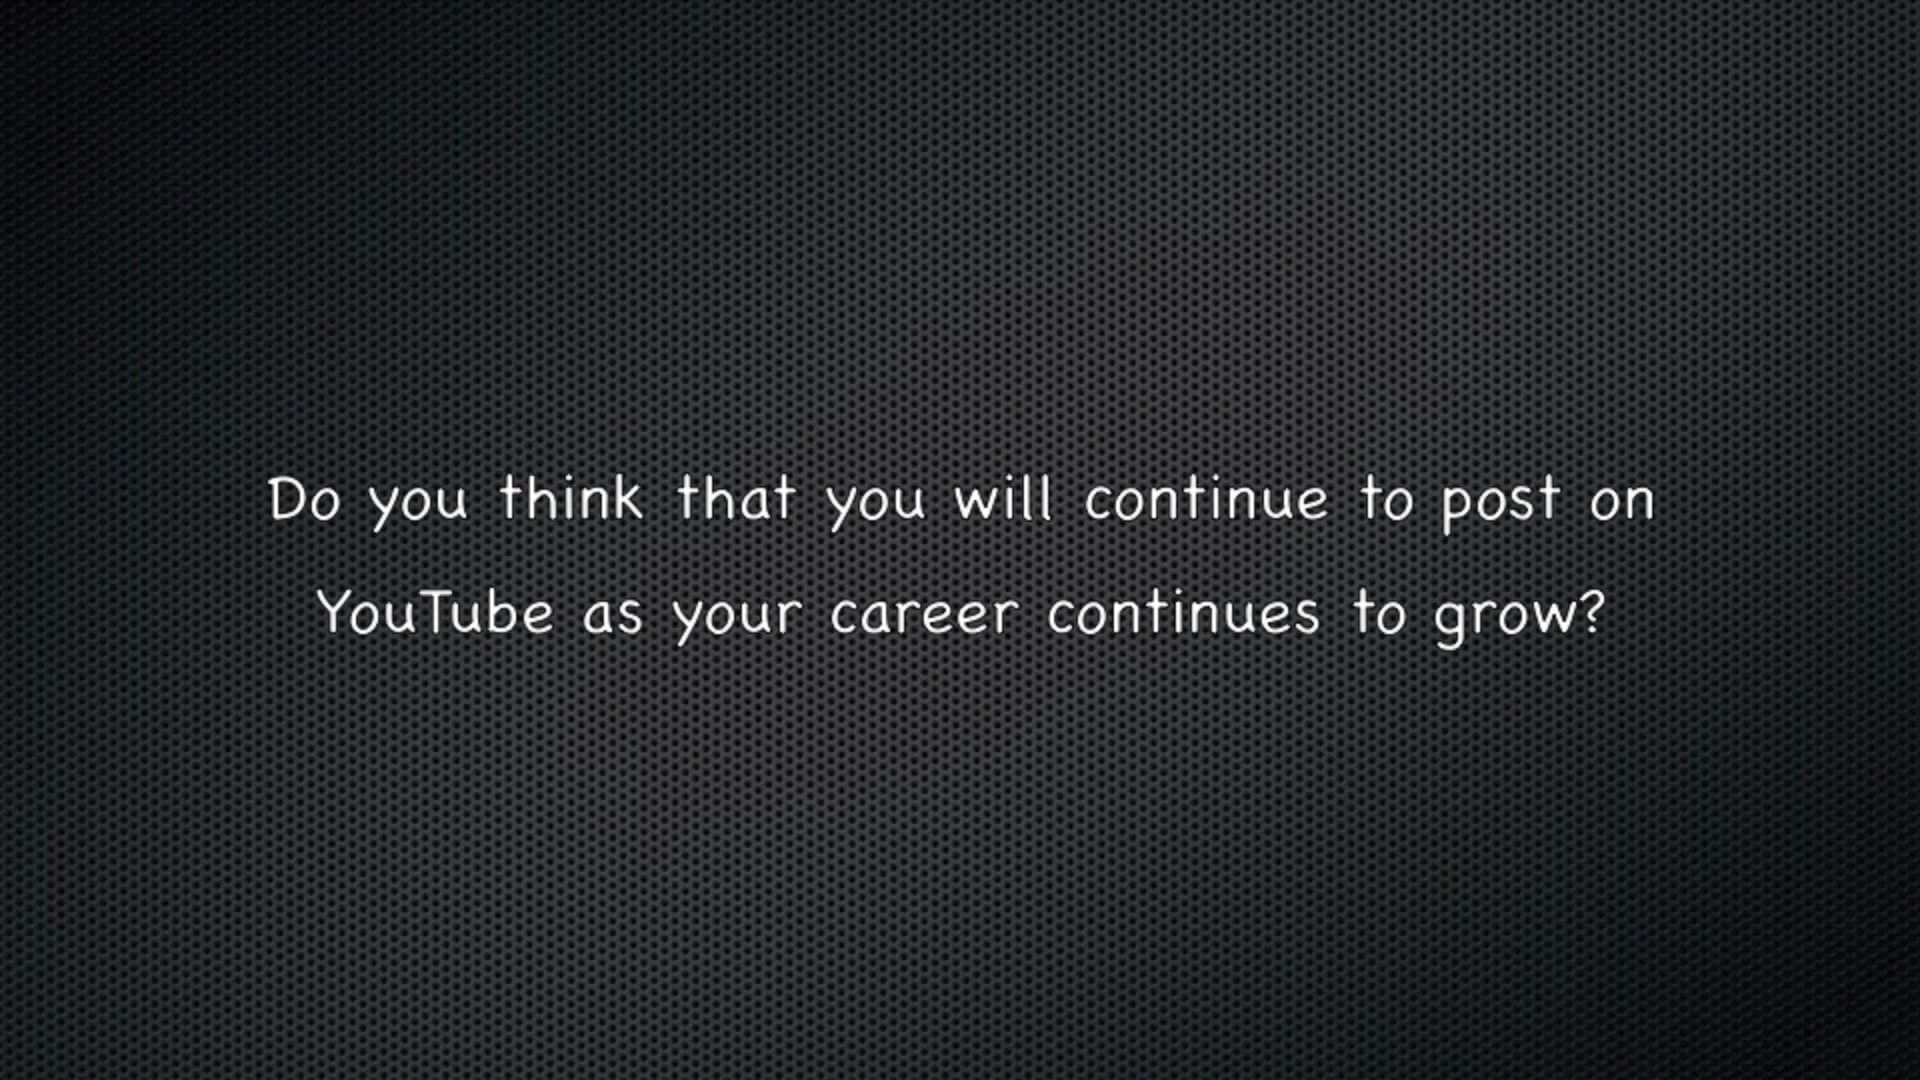 Do you think that you will continue to post on
YouTube as your career continues to grow?